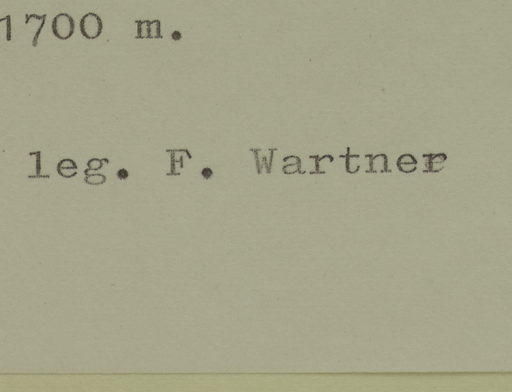 1700 m.
leg. F. Wartner